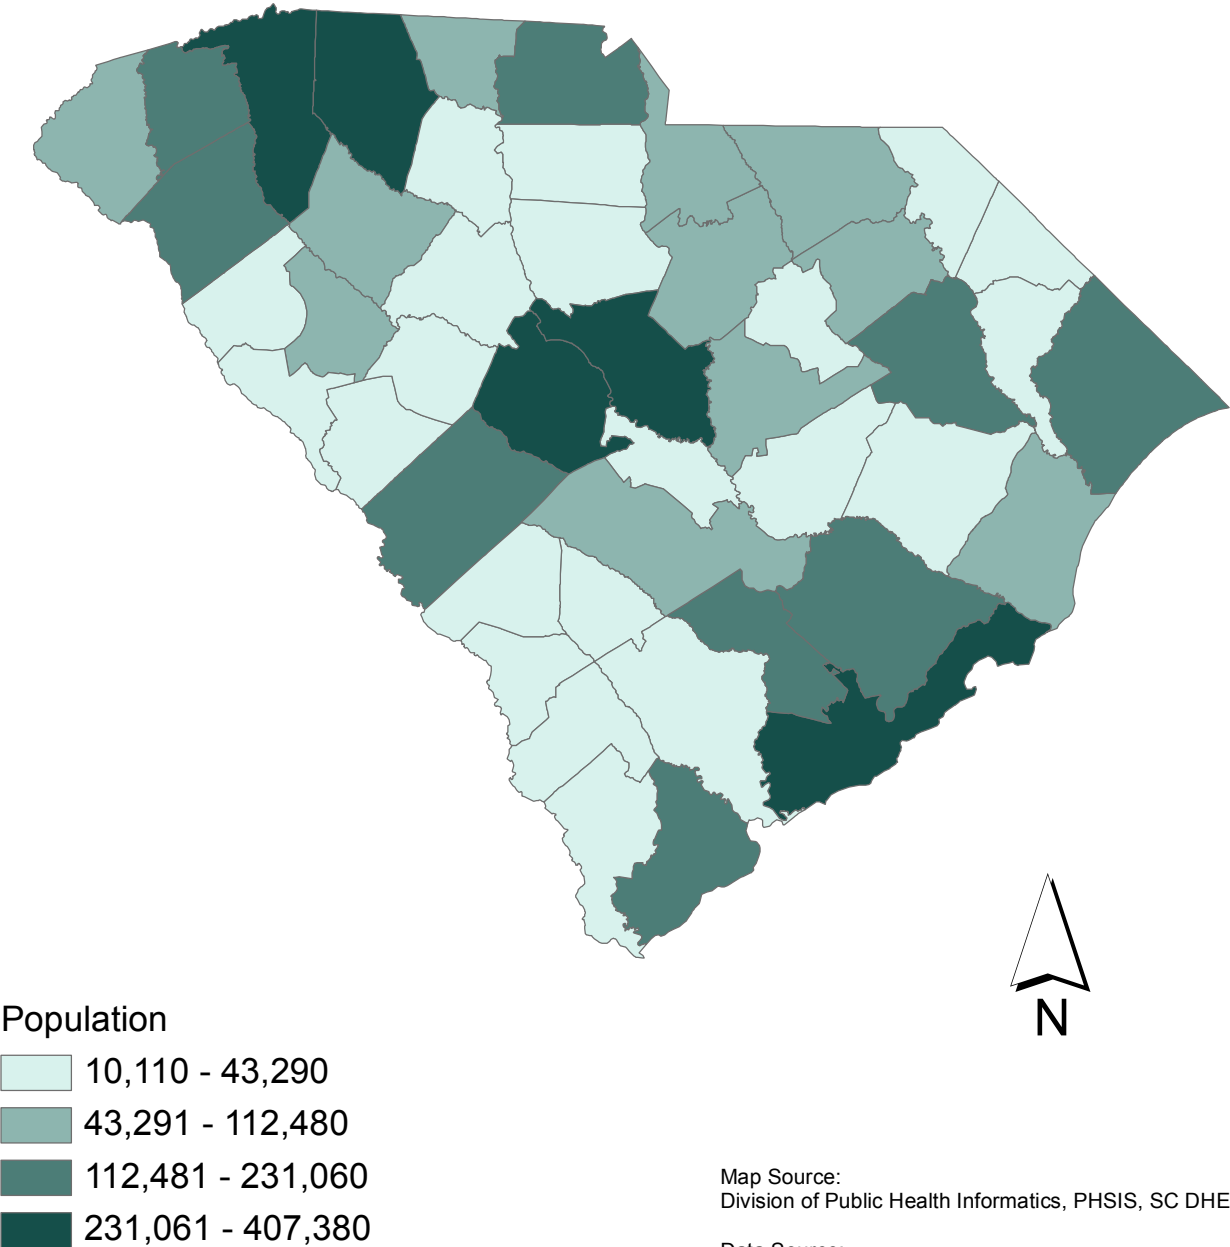 N
Population
10,110 - 43,290
43,291 - 112,480
112,481 - 231,060
231,061 - 407,380
Map Source:
Division of Public Health Informatics, PHSIS, SC DHE